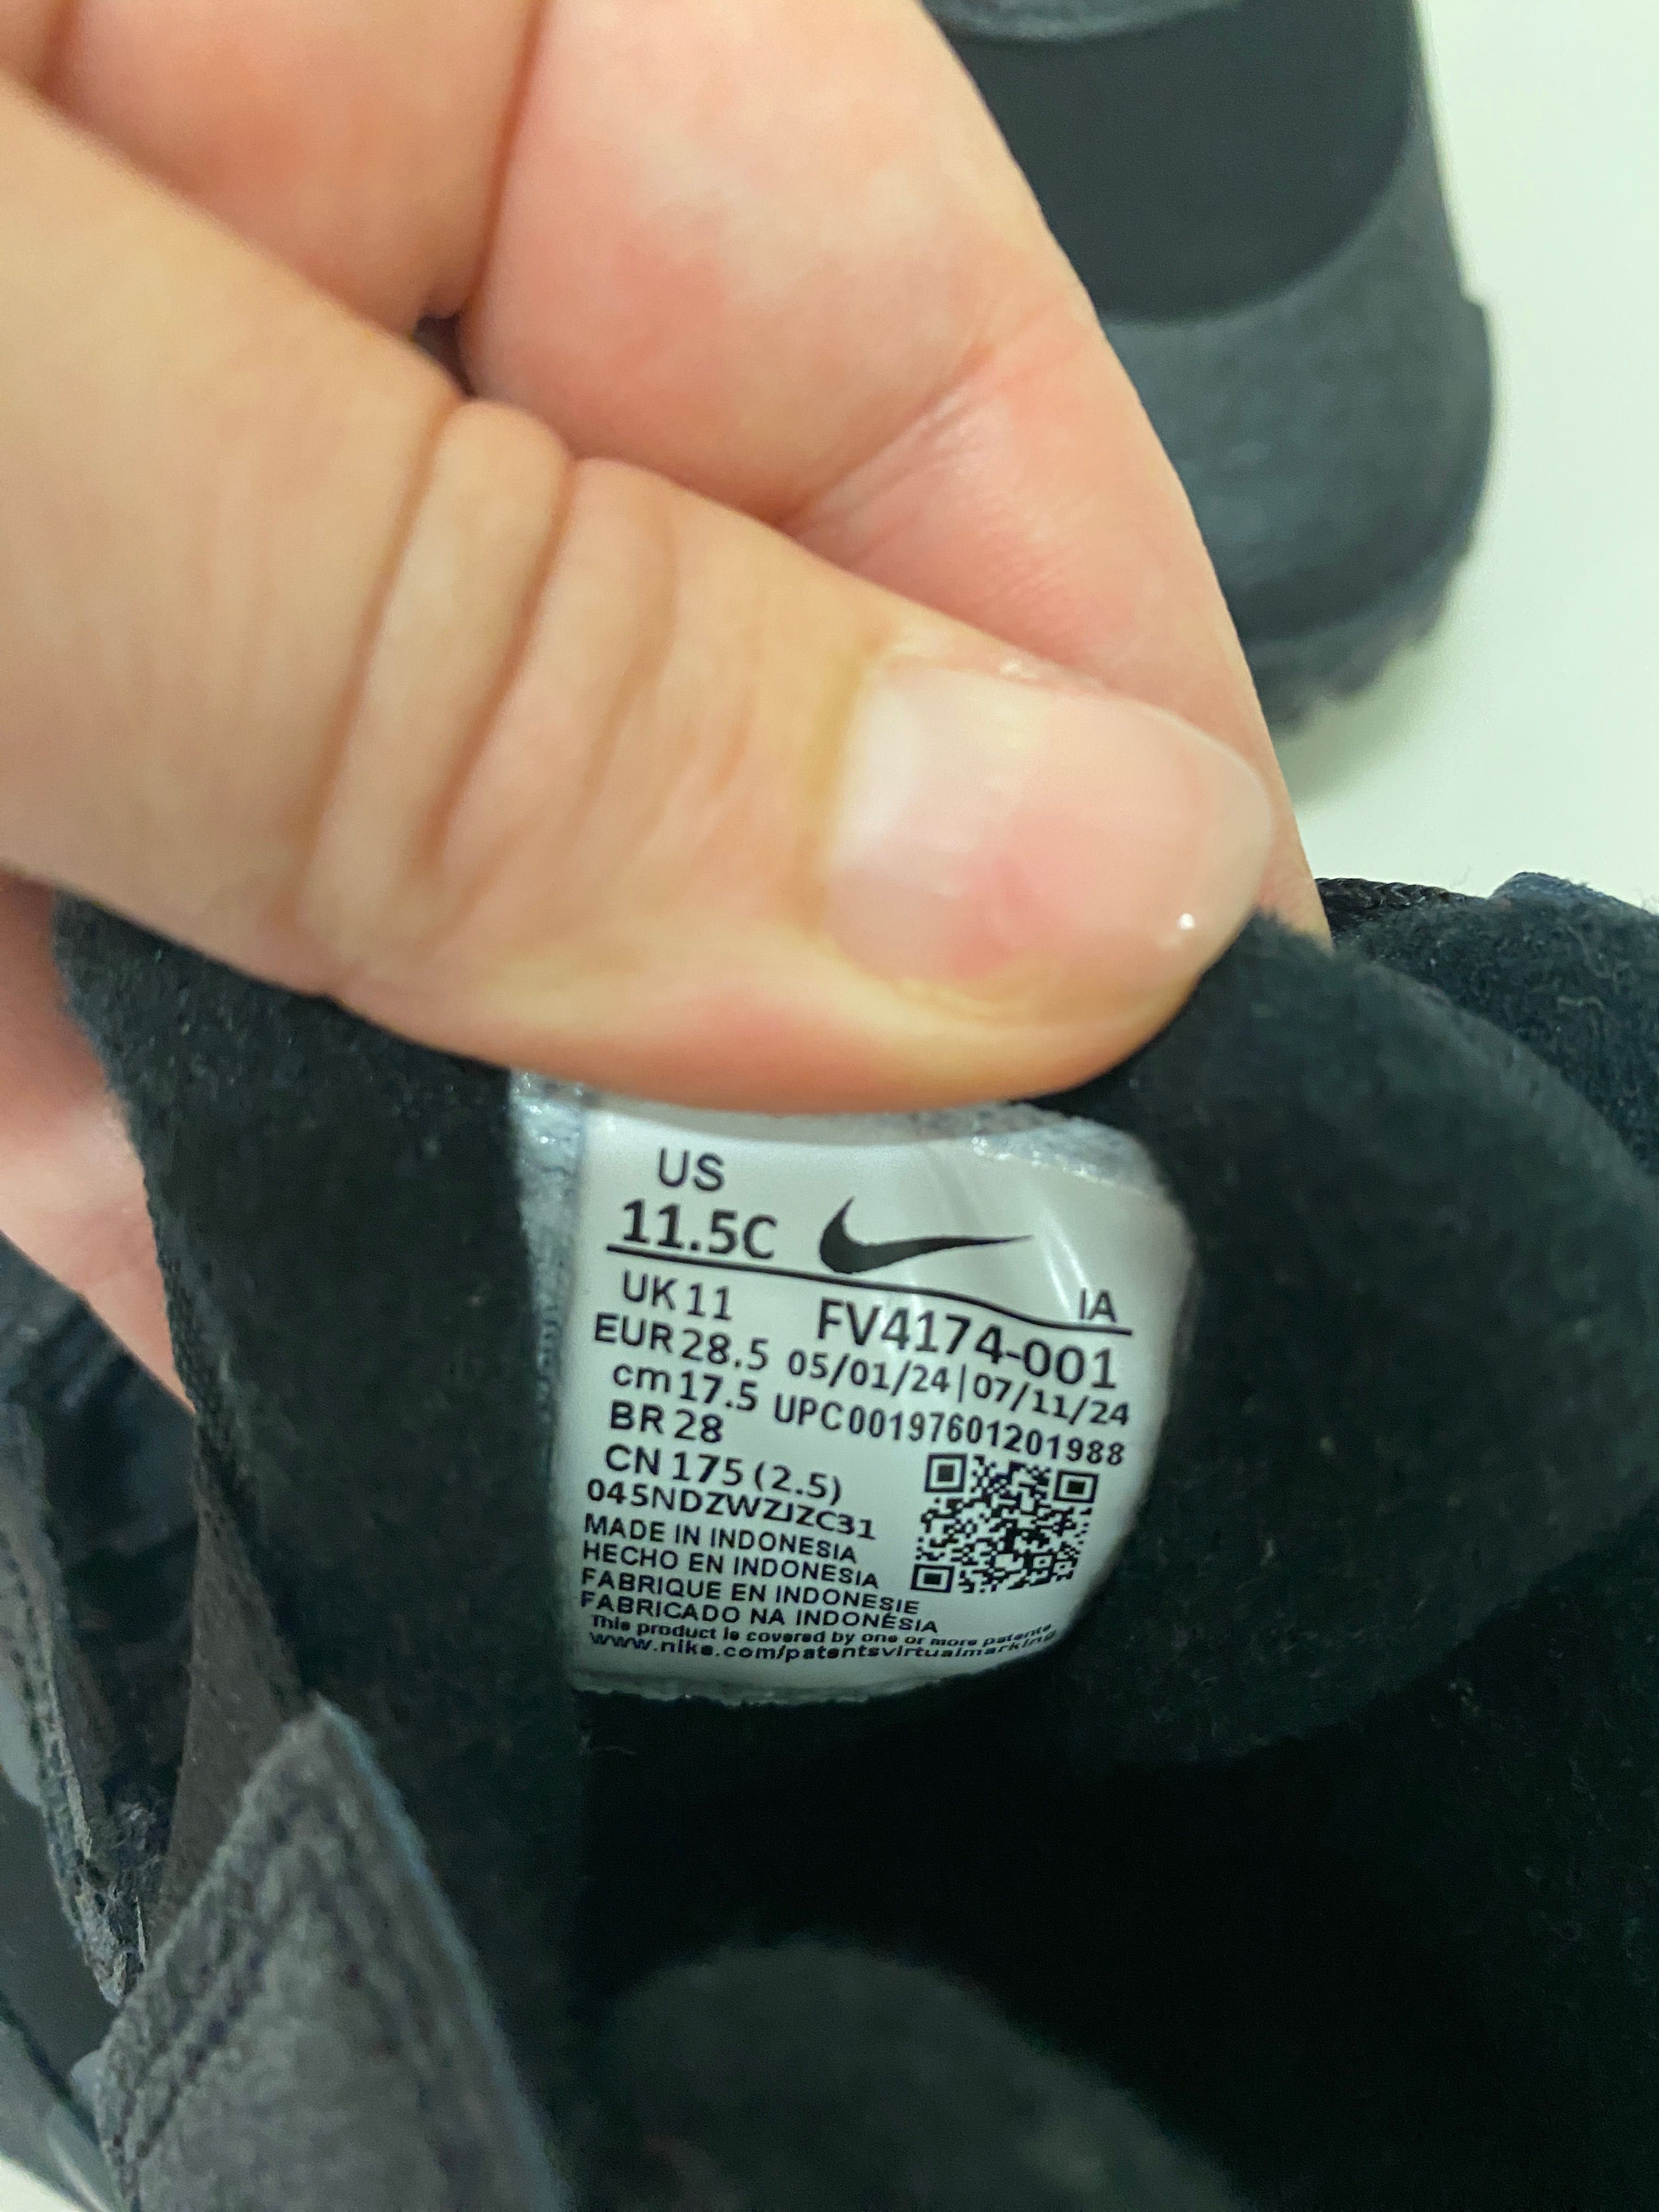 US
11.5C
IA
UK 11
FV4174-001
EUR 28.5
05/01/24|07/11/24
cm 17.5
UPC00197601201988
BR 28
CN 175 (2.5)
045NDZWZJZC31
MADE IN INDONESIA
HECHO EN INDONESIA
FABRIQUE EN INDONESIE
FABRICADO NA INDONÉSIA
This product is covered by one or more patents
www.nike.com/patentsvirtualmarking